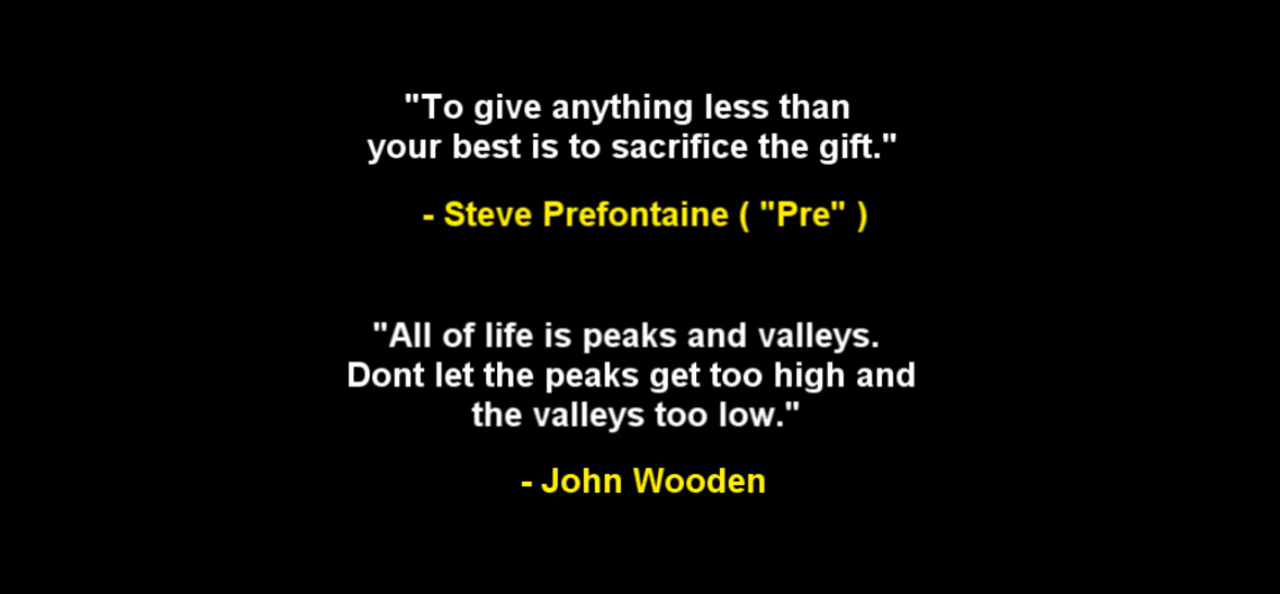 "To give anything less than
your best is to sacrifice the gift."
- Steve Prefontaine ( "Pre" )
"All of life is peaks and valleys.
Dont let the peaks get too high and
the valleys too low."
- John Wooden